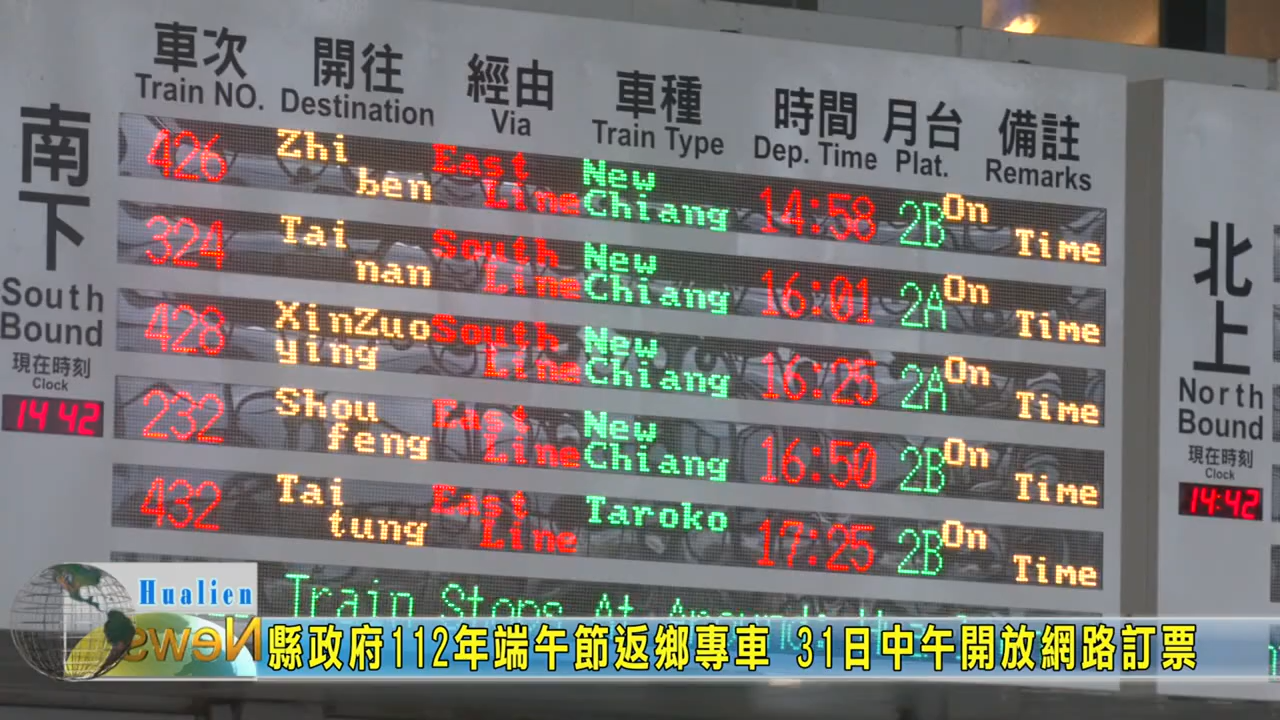 車次 開往 經由 車種 時間 月台 備註
Train NO. Destination Via Train Type Dep. Time Plat. Remarks
南下
South Bound
現在時刻
Clock
14:42
426 Zhi ben East Line New Chiang 14:58 2B On Time
324 Tai nan South Line New Chiang 16:01 2A On Time
428 XinZuo ying South Line New Chiang 16:25 2A On Time
232 Shou feng East Line New Chiang 16:50 2B On Time
432 Tai tung East Line Taroko 17:25 2B On Time
Train Stops At Around
北上
North Bound
現在時刻
Clock
14:42
Hualien
News
縣政府112年端午節返鄉專車 31日中午開放網路訂票